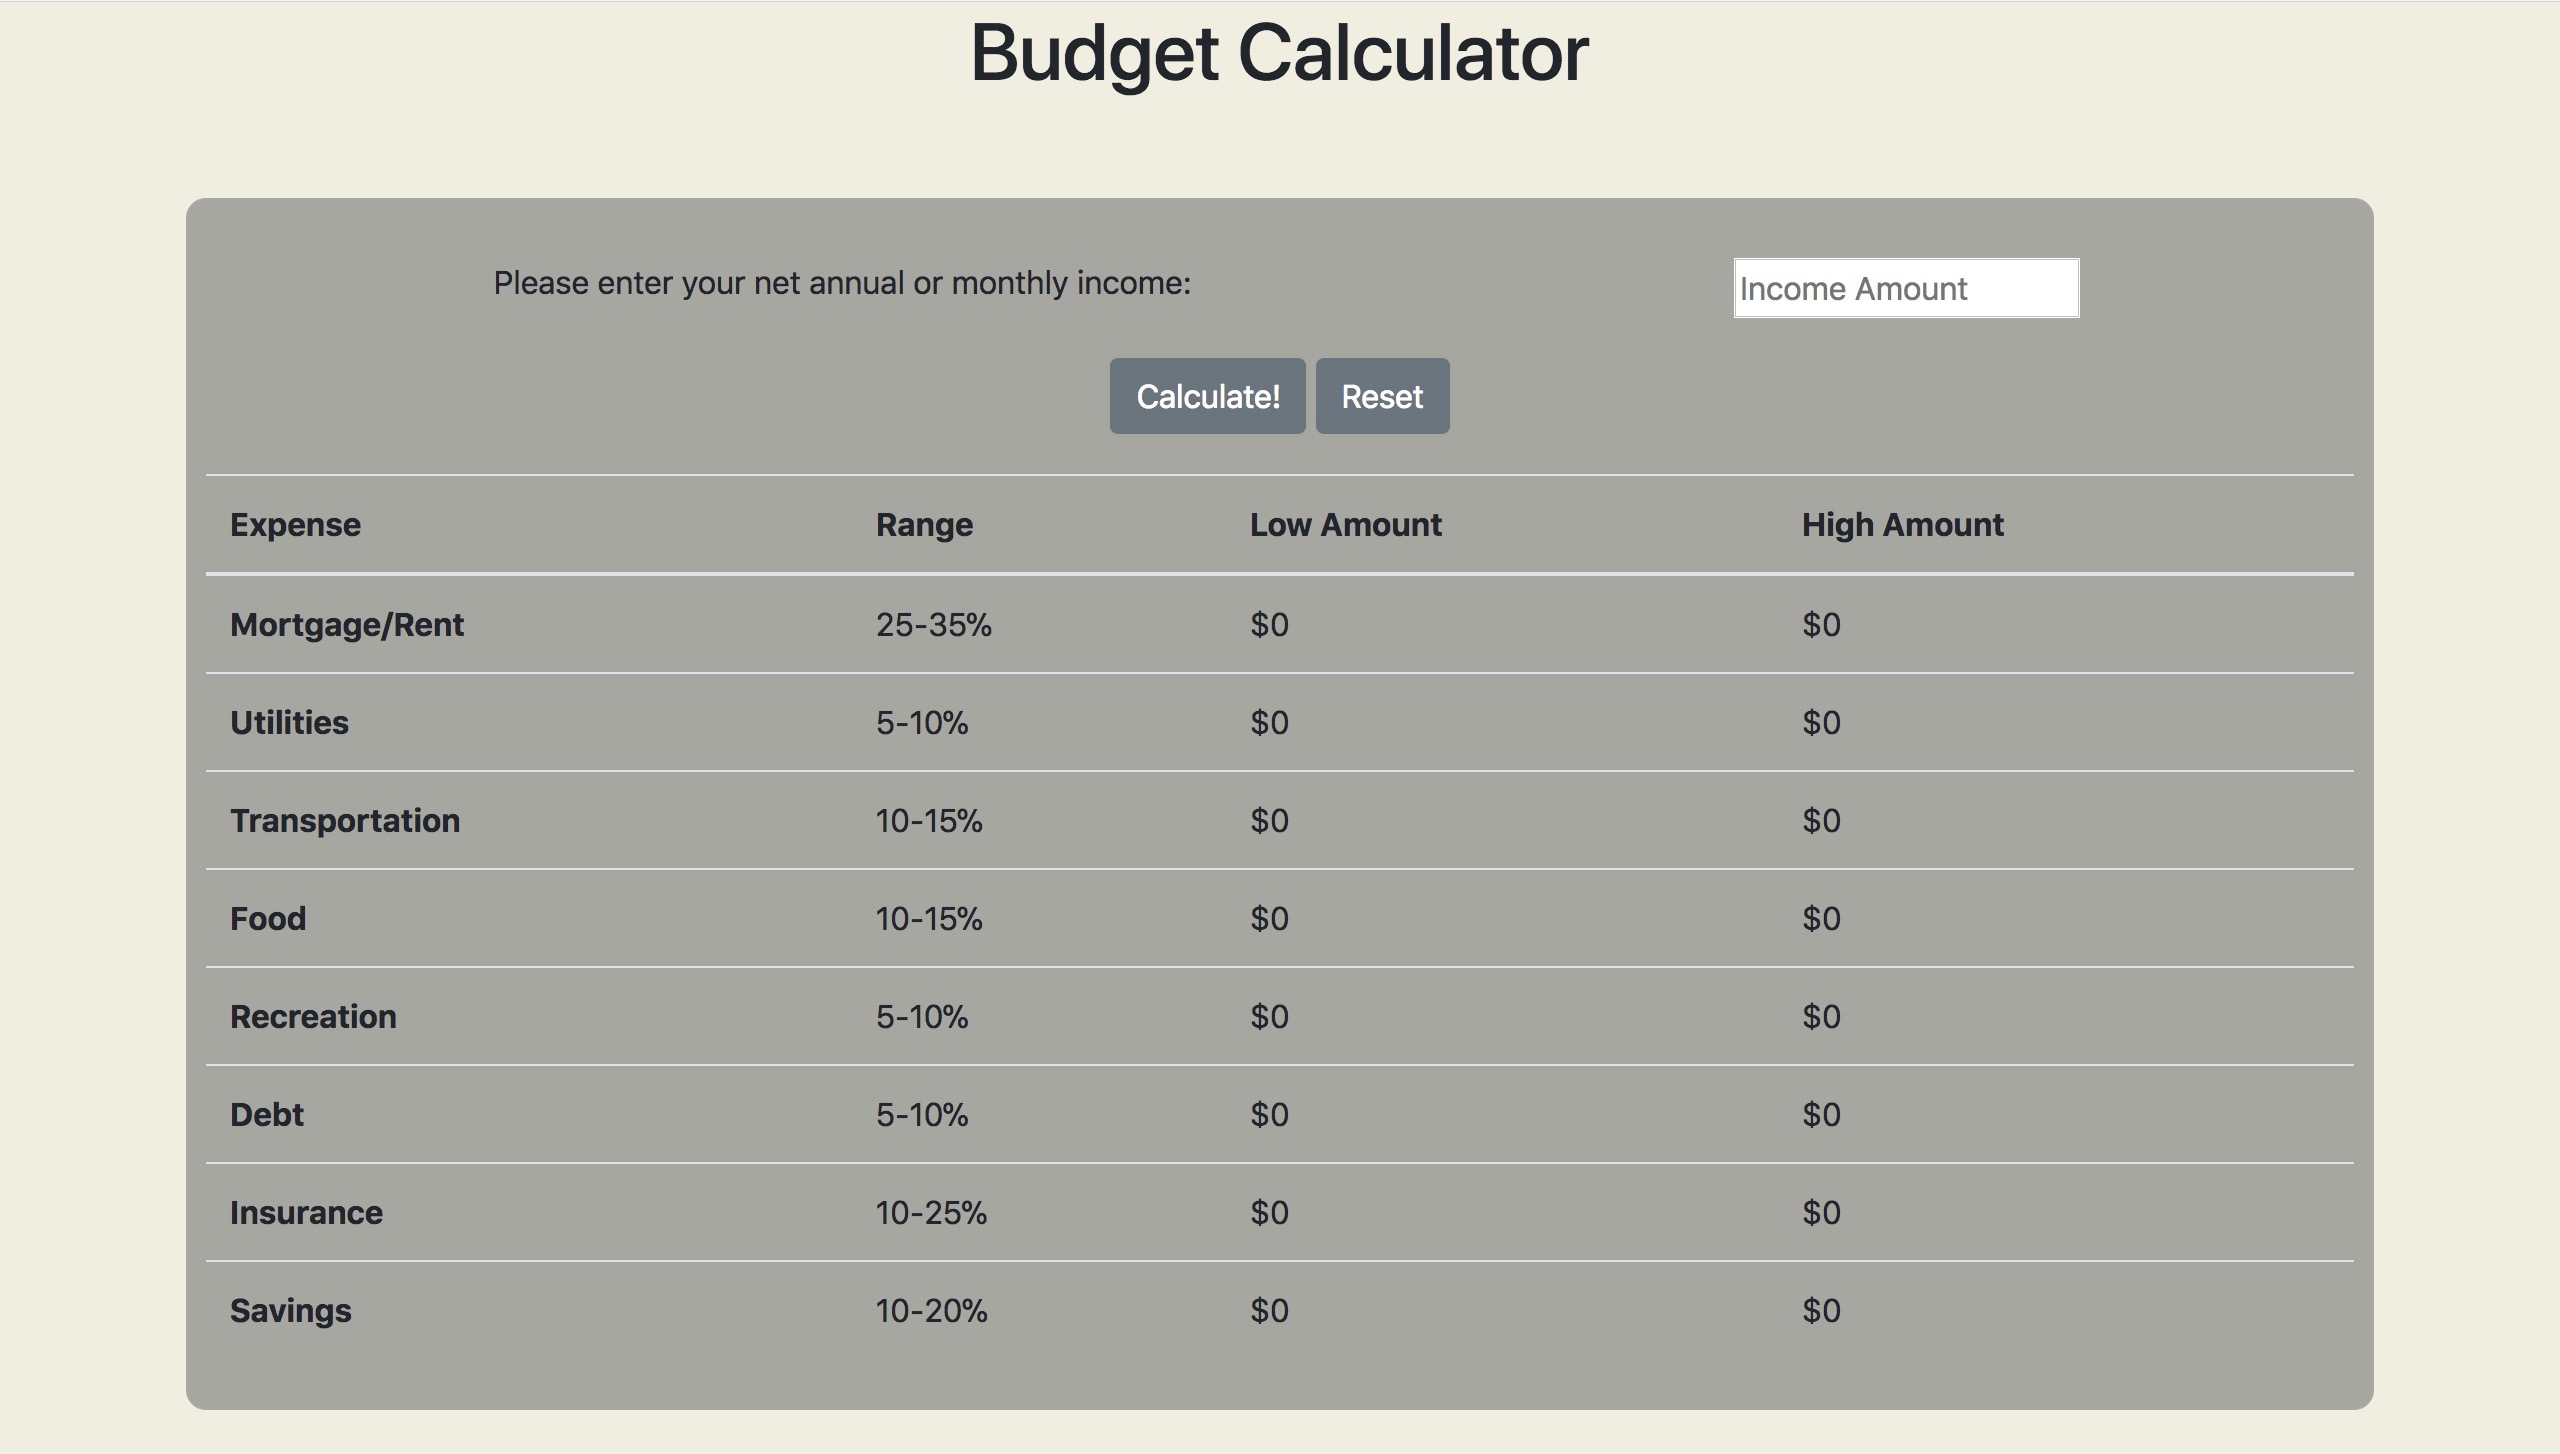 Budget Calculator
Please enter your net annual or monthly income: Income Amount
Calculate! Reset
Expense Range Low Amount High Amount
Mortgage/Rent 25-35% $0 $0
Utilities 5-10% $0 $0
Transportation 10-15% $0 $0
Food 10-15% $0 $0
Recreation 5-10% $0 $0
Debt 5-10% $0 $0
Insurance 10-25% $0 $0
Savings 10-20% $0 $0